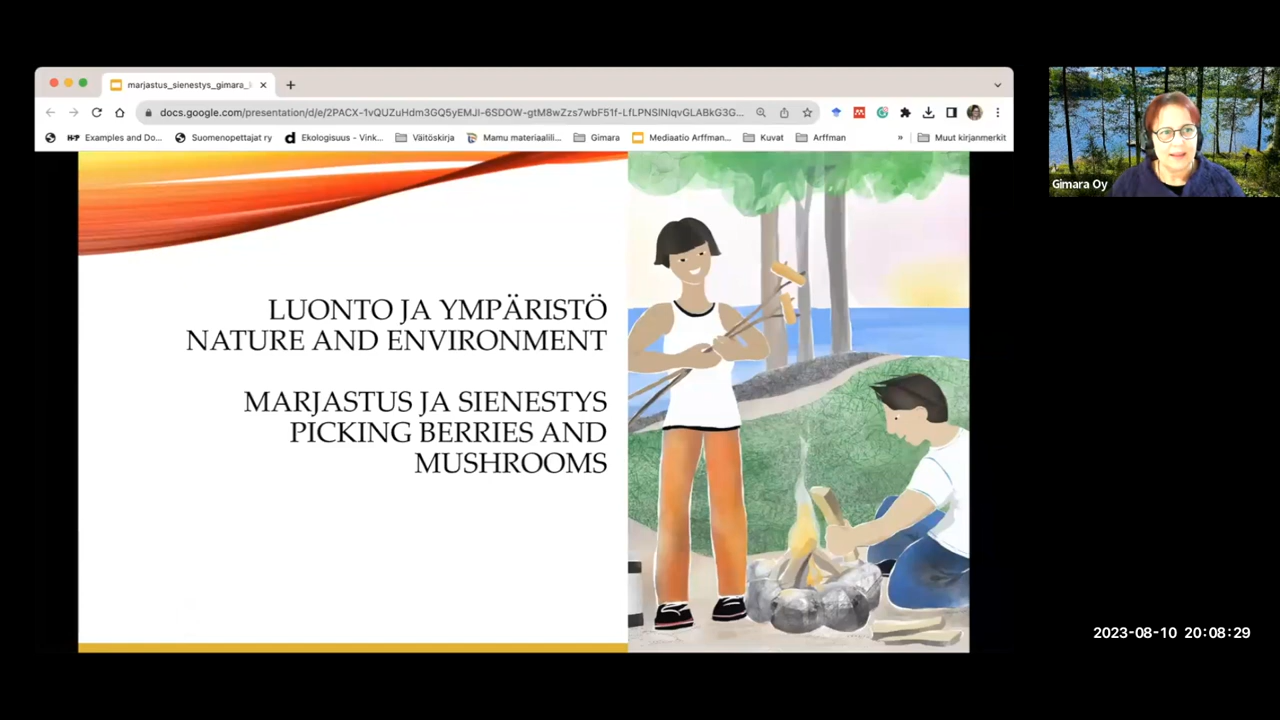 marjastus_sienestys_gimara_
docs.google.com/presentation/d/e/2PACX-1vQUZuHdm3GQ5yEMJl-6SDOW-gtM8wZzs7wbF51f-LfLPNSlNlqvGLABkG3G...
Examples and Do... Suomenopettajat ry Ekologisuus - Vink... Väitöskirja Mamu materiaalil... Gimara Mediaatio Arffman... Kuvat Arffman » Muut kirjanmerkit
Gimara Oy
LUONTO JA YMPÄRISTÖ
NATURE AND ENVIRONMENT
MARJASTUS JA SIENESTYS
PICKING BERRIES AND
MUSHROOMS
2023-08-10 20:08:29